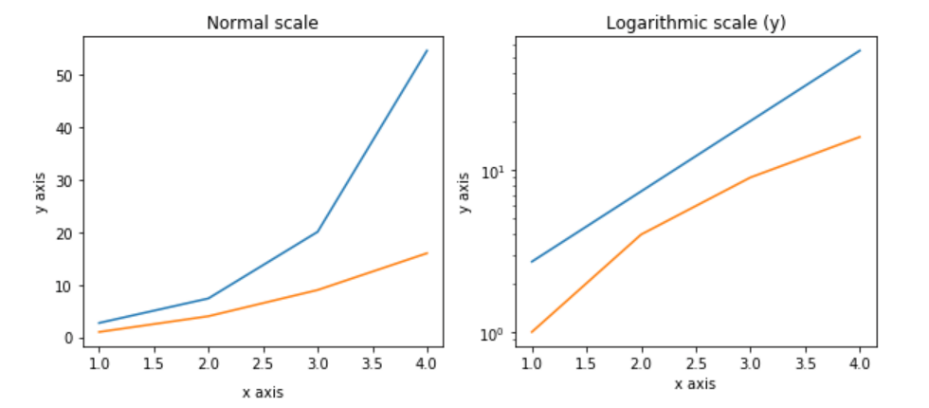 Normal scale
y axis
50
40
30
20
10
0
1.0 1.5 2.0 2.5 3.0 3.5 4.0
x axis
Logarithmic scale (y)
y axis
10¹
10⁰
1.0 1.5 2.0 2.5 3.0 3.5 4.0
x axis